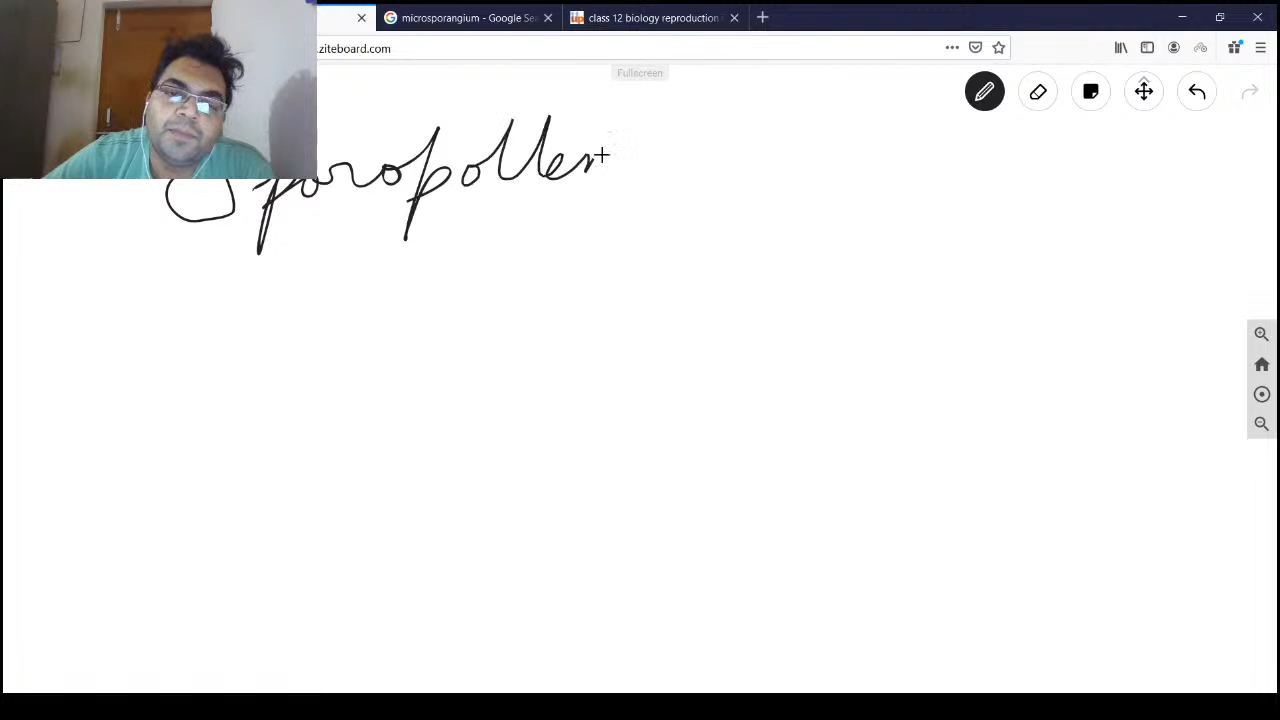 microsporangium - Google Se
class 12 biology reproduction
.ziteboard.com
Fullscreen
Sporopollen